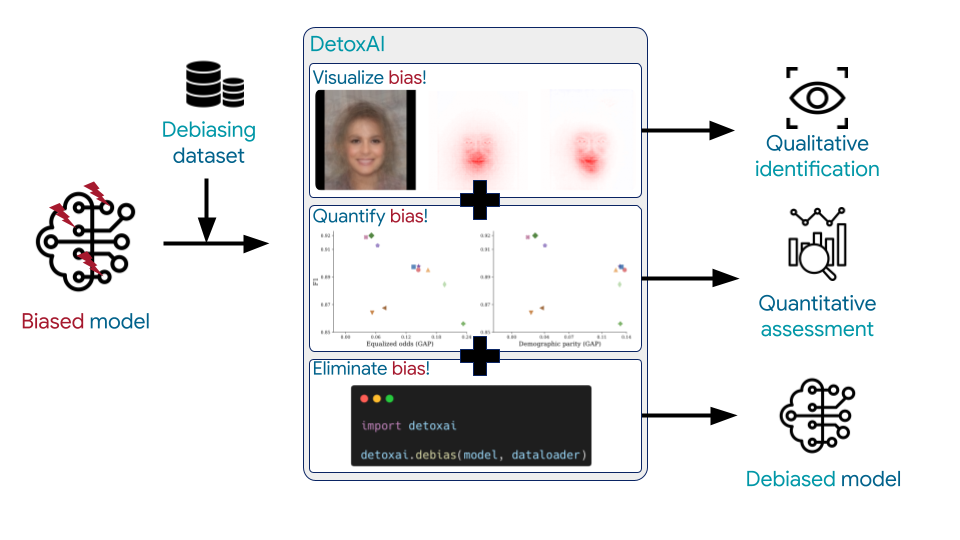 DetoxAI
Visualize bias!
Debiasing
dataset
Qualitative
identification
Quantify bias!
F1
Equalized odds (GAP)
Demographic parity (GAP)
Biased model
Quantitative
assessment
Eliminate bias!
import detoxai
detoxai.debias(model, dataloader)
Debiased model